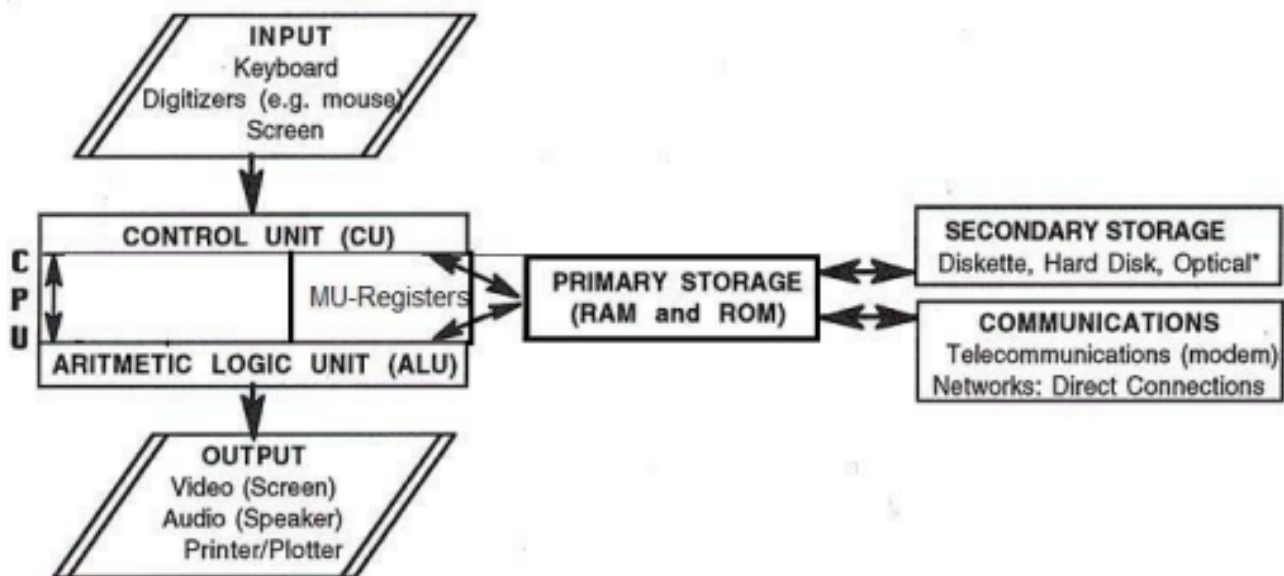 INPUT
Keyboard
Digitizers (e.g. mouse)
Screen
CONTROL UNIT (CU)
CPU
MU-Registers
ARITMETIC LOGIC UNIT (ALU)
PRIMARY STORAGE
(RAM and ROM)
SECONDARY STORAGE
Diskette, Hard Disk, Optical*
COMMUNICATIONS
Telecommunications (modem)
Networks: Direct Connections
OUTPUT
Video (Screen)
Audio (Speaker)
Printer/Plotter